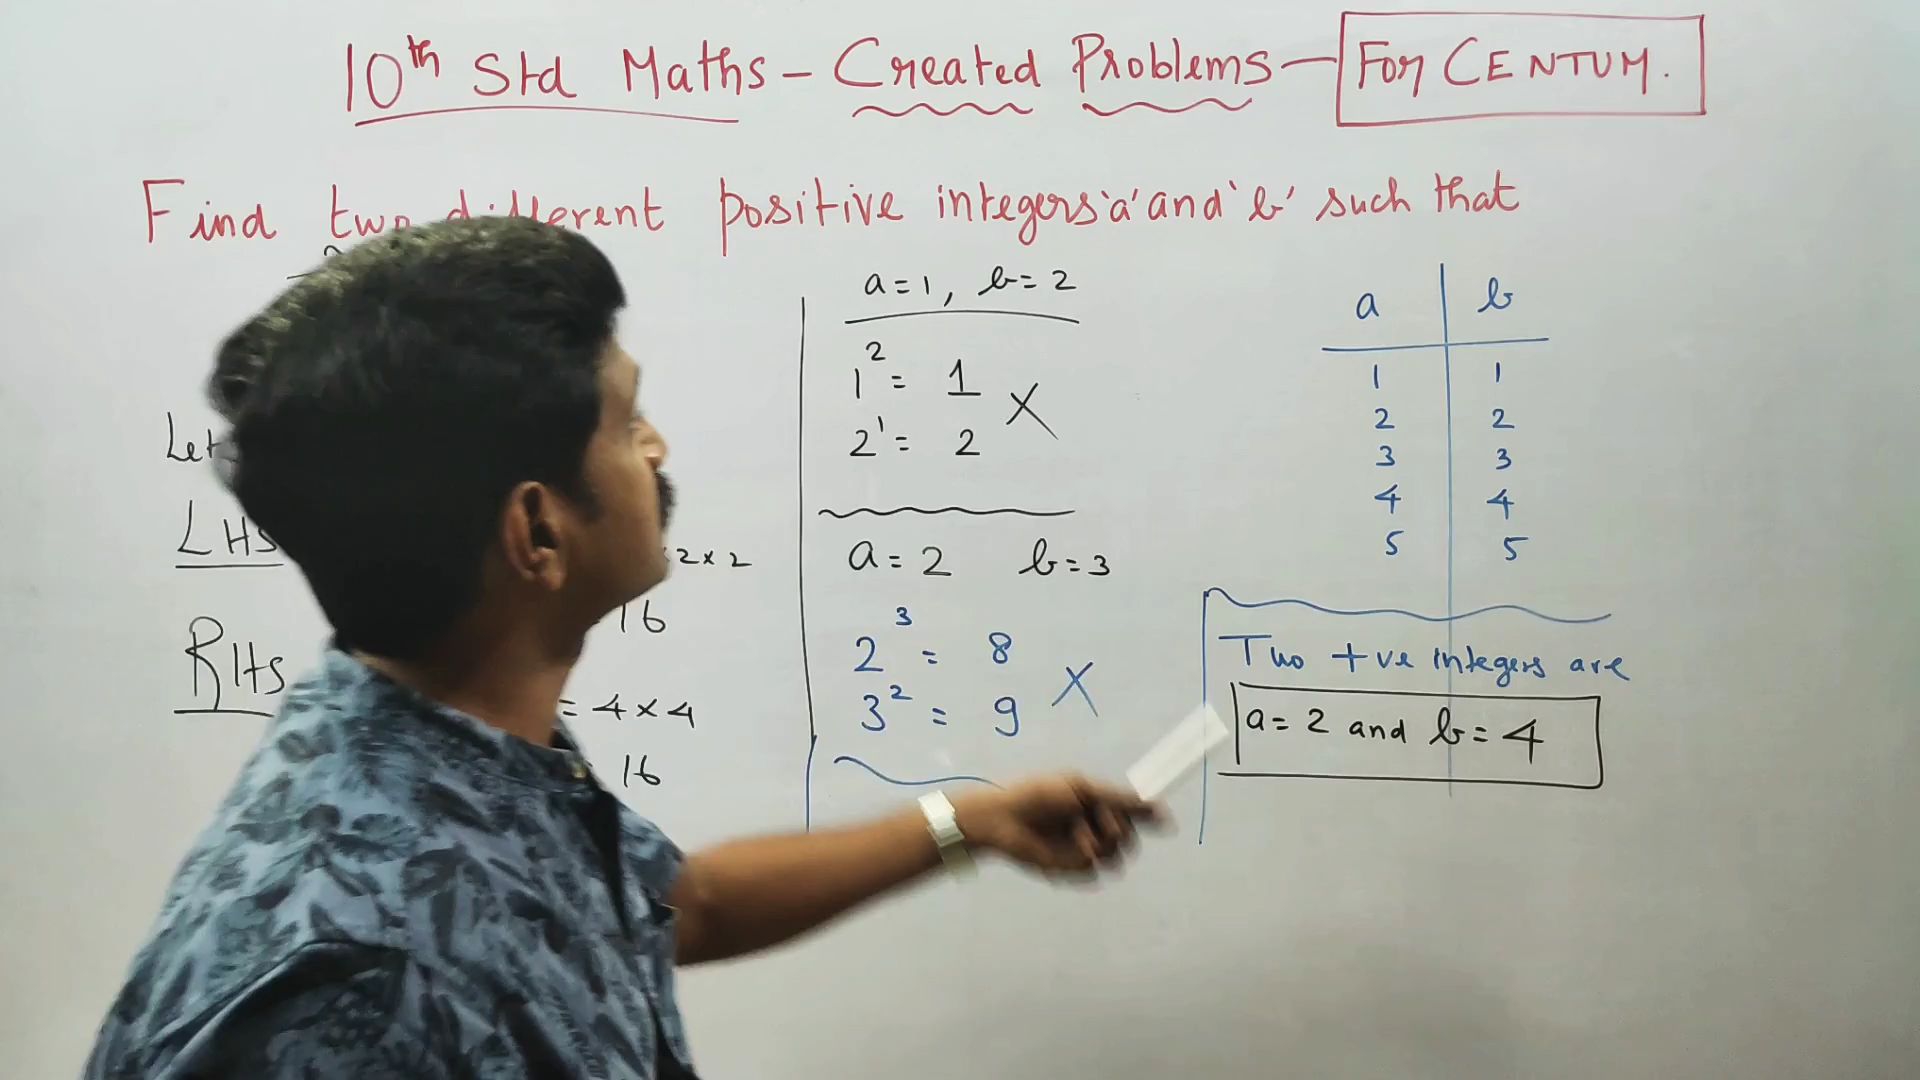 10th Std Maths - Created Problems - For CENTUM.
Find two different positive integers 'a' and 'b' such that
Let
LHS
x 2 x 2
16
RHS
= 4 x 4
16
a = 1, b = 2
1² = 1
2¹ = 2 X
a = 2 b = 3
2³ = 8
3² = 9 X
a b
1 1
2 2
3 3
4 4
5 5
Two +ve integers are
a = 2 and b = 4